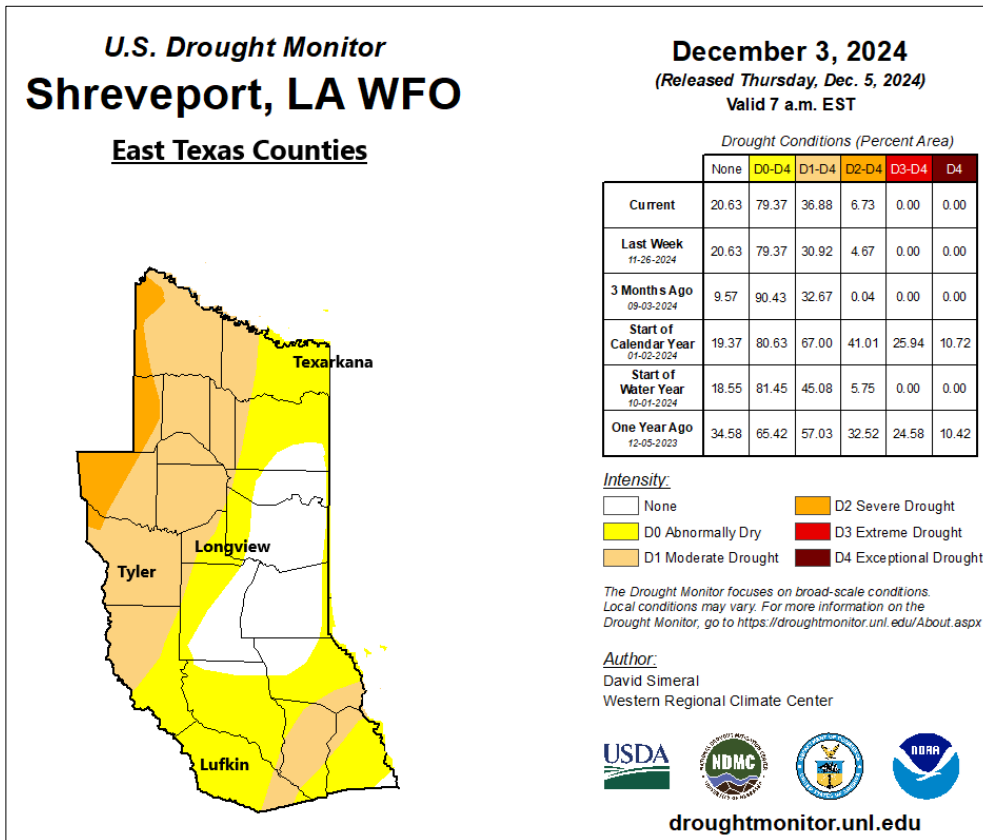 U.S. Drought Monitor
Shreveport, LA WFO
East Texas Counties
December 3, 2024
(Released Thursday, Dec. 5, 2024)
Valid 7 a.m. EST
Drought Conditions (Percent Area)
None D0-D4 D1-D4 D2-D4 D3-D4 D4
Current 20.63 79.37 36.88 6.73 0.00 0.00
Last Week
11-26-2024
20.63 79.37 30.92 4.67 0.00 0.00
3 Months Ago
09-03-2024
9.57 90.43 32.67 0.04 0.00 0.00
Start of
Calendar Year
01-02-2024
19.37 80.63 67.00 41.01 25.94 10.72
Start of
Water Year
10-01-2024
18.55 81.45 45.08 5.75 0.00 0.00
One Year Ago
12-05-2023
34.58 65.42 57.03 32.52 24.58 10.42
Texarkana
Longview
Tyler
Lufkin
Intensity:
None
D0 Abnormally Dry
D1 Moderate Drought
D2 Severe Drought
D3 Extreme Drought
D4 Exceptional Drought
The Drought Monitor focuses on broad-scale conditions.
Local conditions may vary. For more information on the
Drought Monitor, go to https://droughtmonitor.unl.edu/About.aspx
Author:
David Simeral
Western Regional Climate Center
USDA
NDMC
NOAA
droughtmonitor.unl.edu